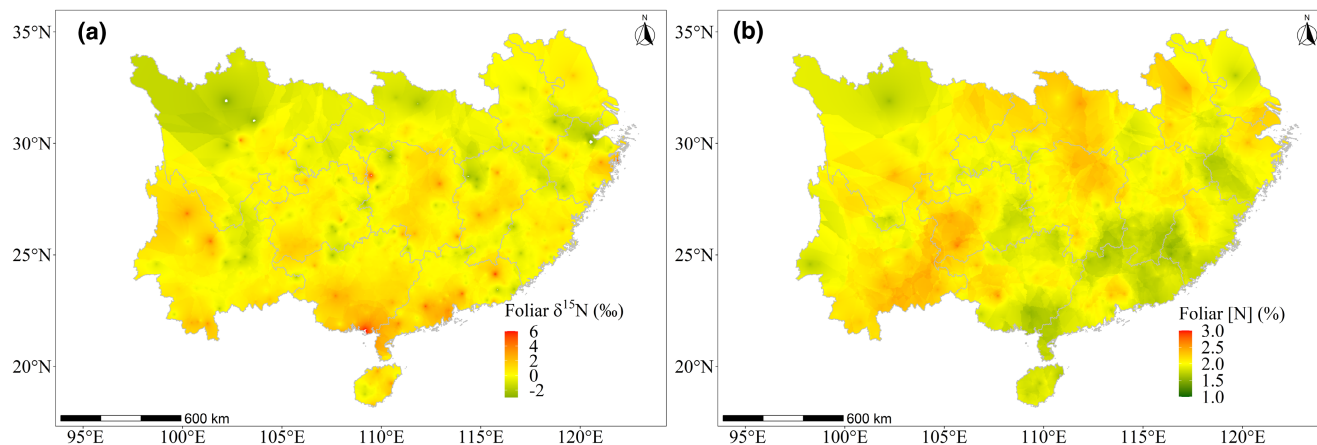 (a)
N
35°N
30°N
25°N
20°N
Foliar δ¹⁵N (‰)
6
4
2
0
-2
600 km
95°E 100°E 105°E 110°E 115°E 120°E
(b)
N
35°N
30°N
25°N
20°N
Foliar [N] (%)
3.0
2.5
2.0
1.5
1.0
600 km
95°E 100°E 105°E 110°E 115°E 120°E